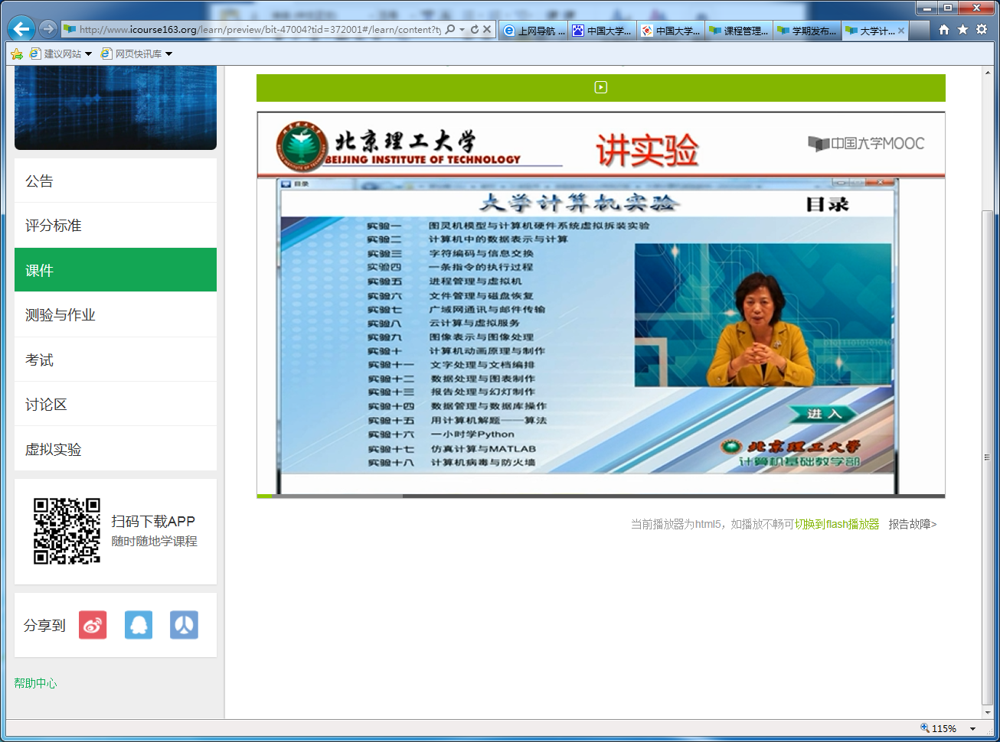 http://www.icourse163.org/learn/preview/bit-47004?tid=372001#/learn/content?t
上网导航 ...
中国大学...
中国大学...
课程管理...
学期发布...
大学计...
建议网站
网页快讯库
公告
评分标准
课件
测验与作业
考试
讨论区
虚拟实验
扫码下载APP
随时随地学课程
分享到
帮助中心
北京理工大学
BEIJING INSTITUTE OF TECHNOLOGY
讲实验
中国大学MOOC
目录
大学计算机实验
目录
实验一 图灵机模型与计算机硬件系统虚拟拆装实验
实验二 计算机中的数据表示与计算
实验三 字符编码与信息交换
实验四 一条指令的执行过程
实验五 进程管理与虚拟机
实验六 文件管理与磁盘恢复
实验七 广域网通讯与邮件传输
实验八 云计算与虚拟服务
实验九 图像表示与图像处理
实验十 计算机动画原理与制作
实验十一 文字处理与文档编排
实验十二 数据处理与图表制作
实验十三 报告处理与幻灯制作
实验十四 数据管理与数据库操作
实验十五 用计算机解题——算法
实验十六 一小时学Python
实验十七 仿真计算与MATLAB
实验十八 计算机病毒与防火墙
进入
北京理工大学
计算机基础教学部
当前播放器为html5，如播放不畅可切换到flash播放器 报告故障>
115%